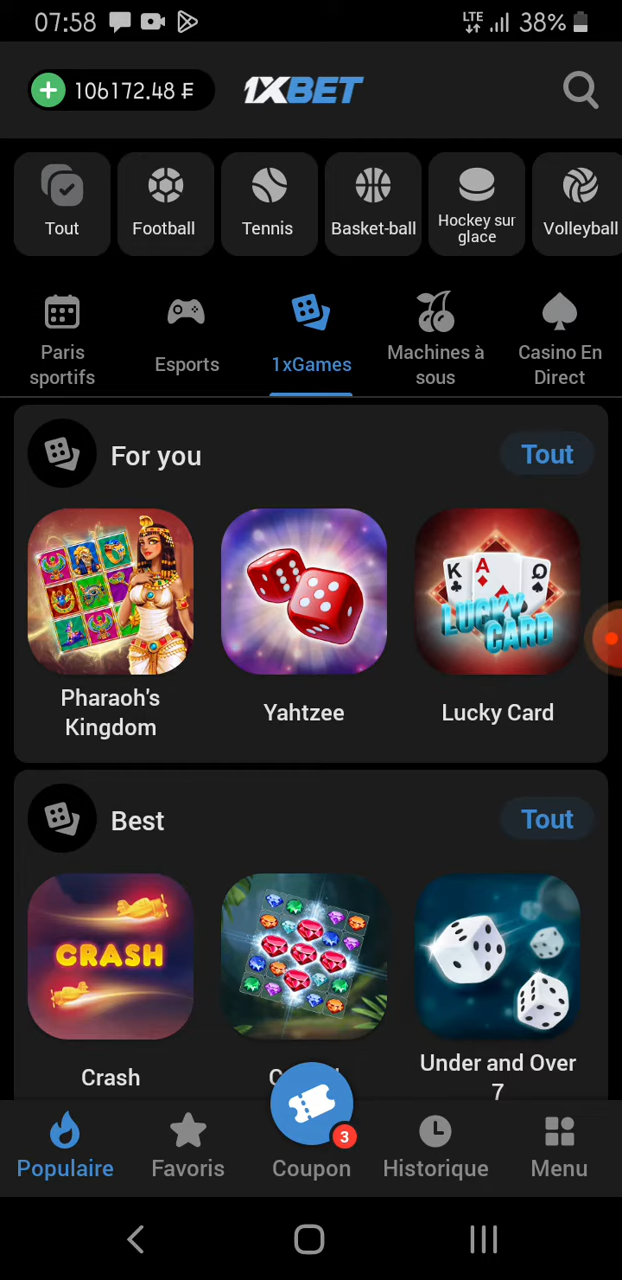 07:58
LTE
38%
106172.48 ₣
1XBET
Tout
Football
Tennis
Basket-ball
Hockey sur
glace
Volleyball
Paris
sportifs
Esports
1xGames
Machines à
sous
Casino En
Direct
For you
Tout
K A Q
LUCKY
CARD
Pharaoh's
Kingdom
Yahtzee
Lucky Card
Best
Tout
CRASH
Crash
Under and Over
7
3
Populaire
Favoris
Coupon
Historique
Menu